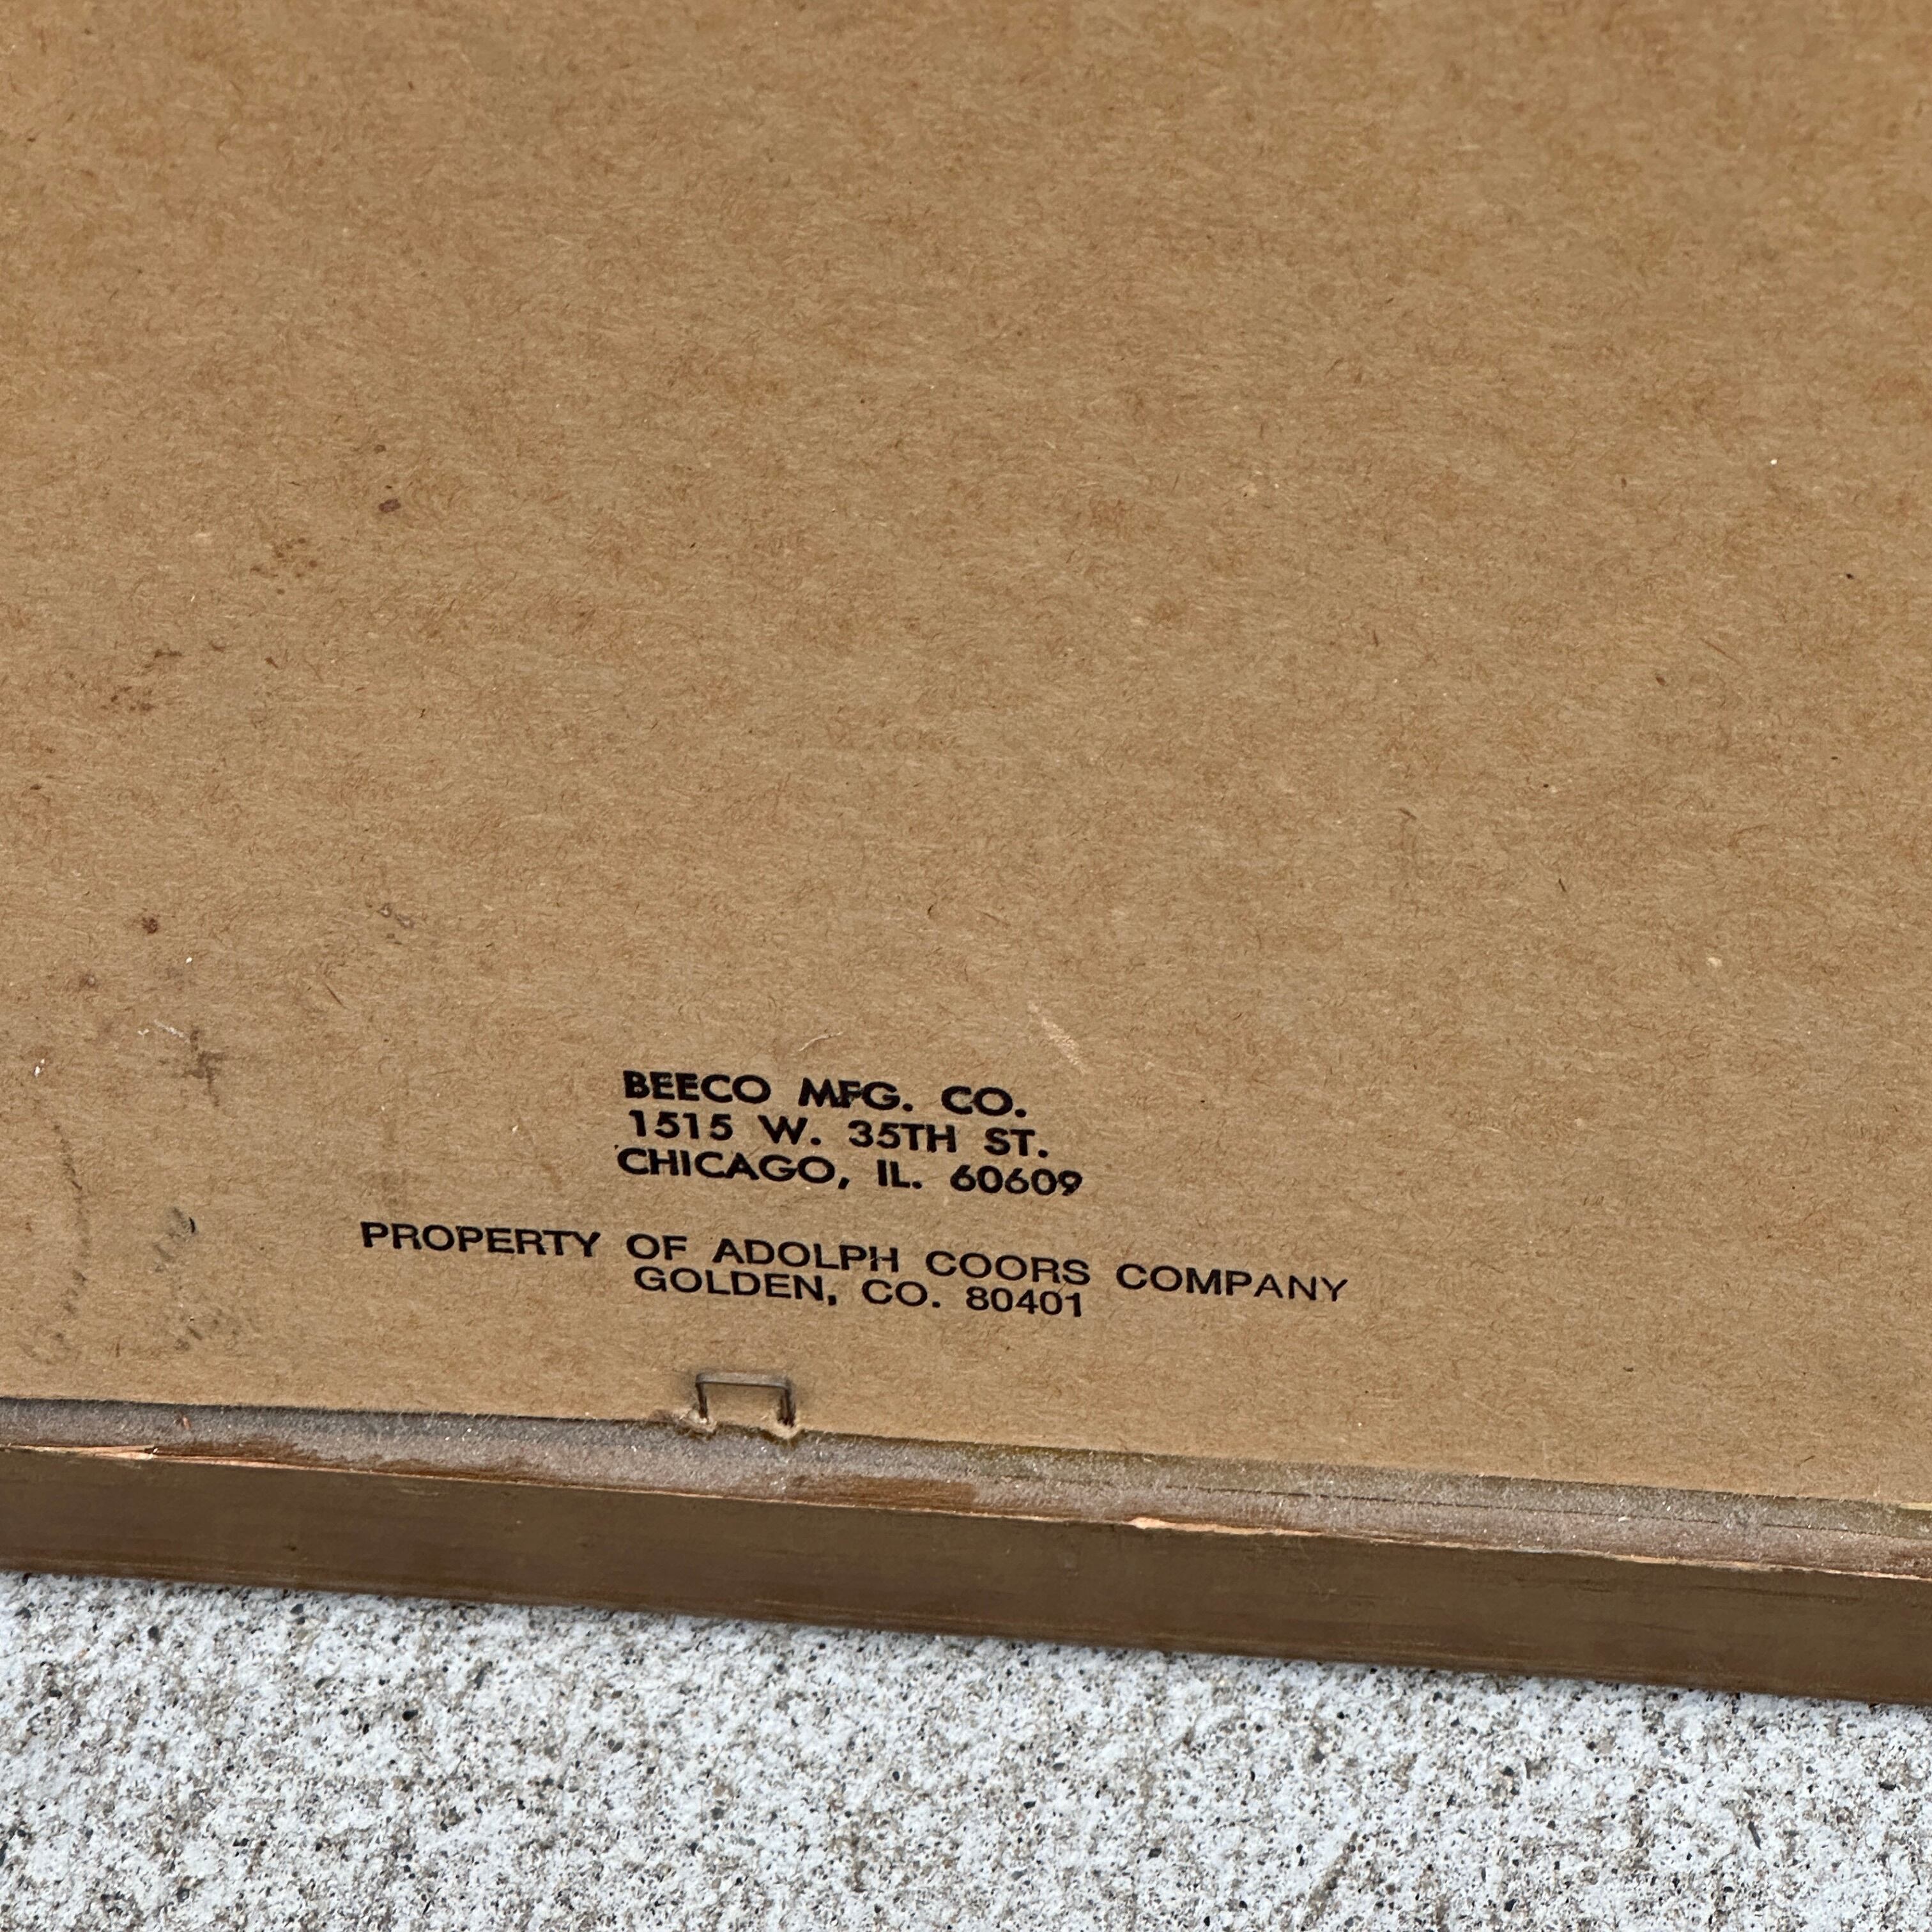 BEECO MFG. CO.
1515 W. 35TH ST.
CHICAGO, IL. 60609
PROPERTY OF ADOLPH COORS COMPANY
GOLDEN, CO. 80401